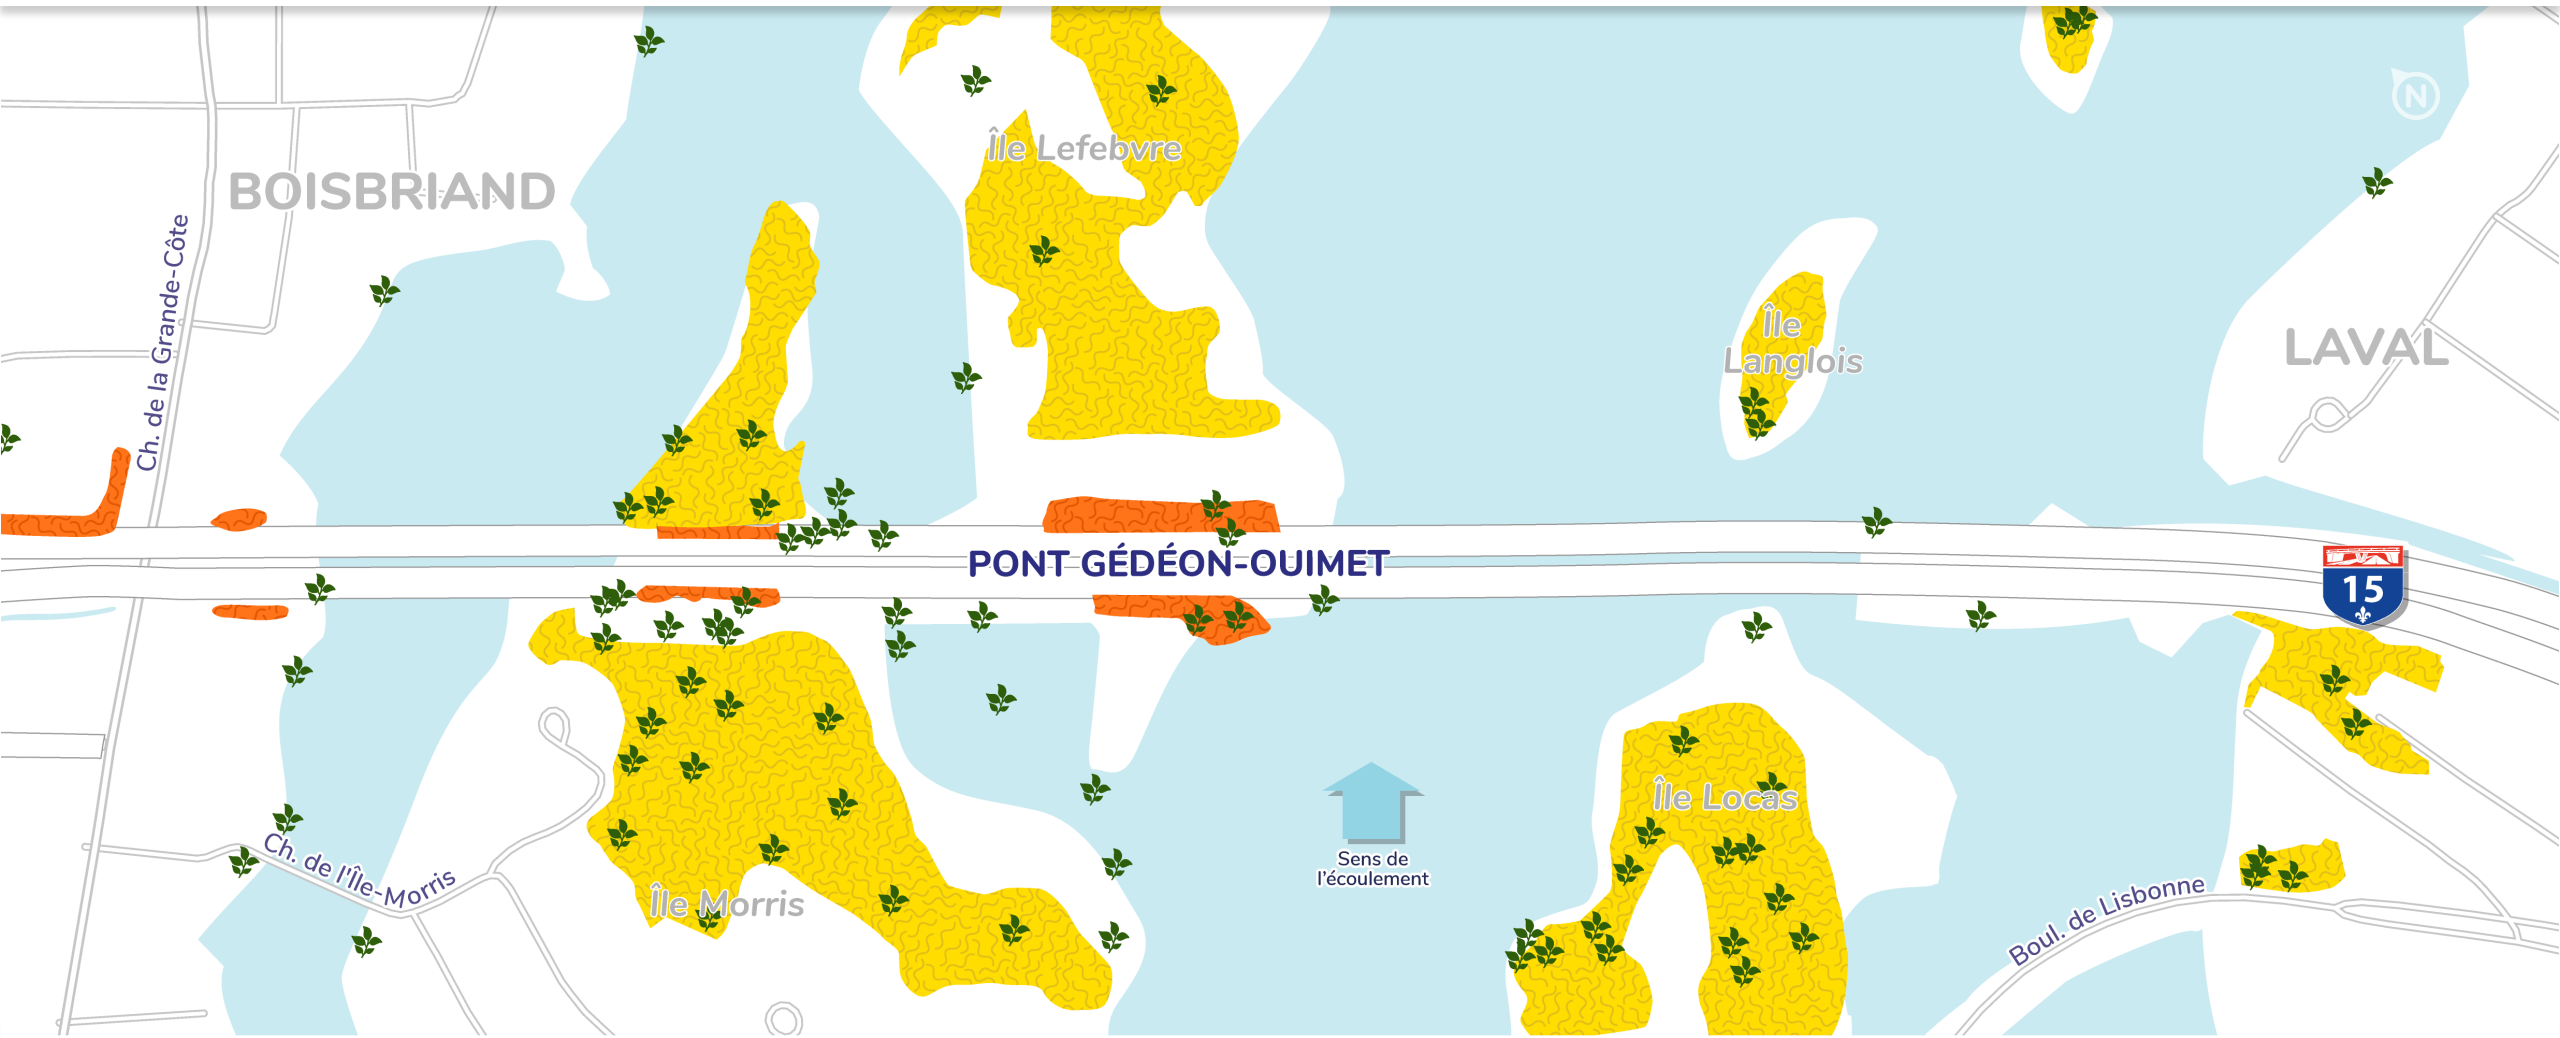 N
Île Lefebvre
BOISBRIAND
Ch. de la Grande-Côte
Île
Langlois
LAVAL
PONT GÉDÉON-OUIMET
15
Île Locas
Sens de
l'écoulement
Ch. de l'Île-Morris
Île Morris
Boul. de Lisbonne